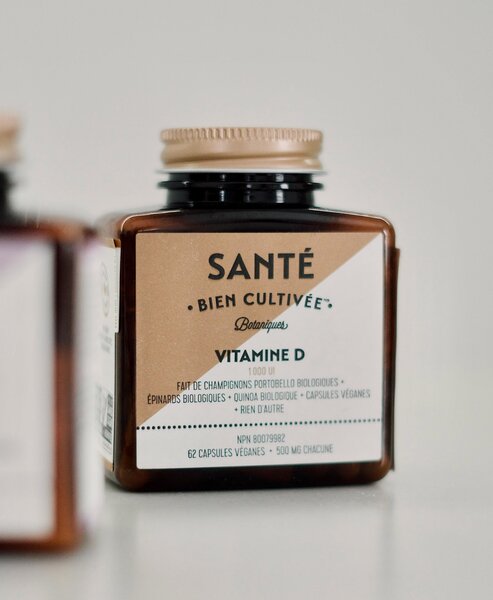 SANTÉ
• BIEN CULTIVÉE™ •
Botaniques
VITAMINE D
1 000 UI
FAIT DE CHAMPIGNONS PORTOBELLO BIOLOGIQUES •
ÉPINARDS BIOLOGIQUES • QUINOA BIOLOGIQUE • CAPSULES VÉGANES
• RIEN D'AUTRE
NPN 80079982
62 CAPSULES VÉGANES • 500 MG CHACUNE